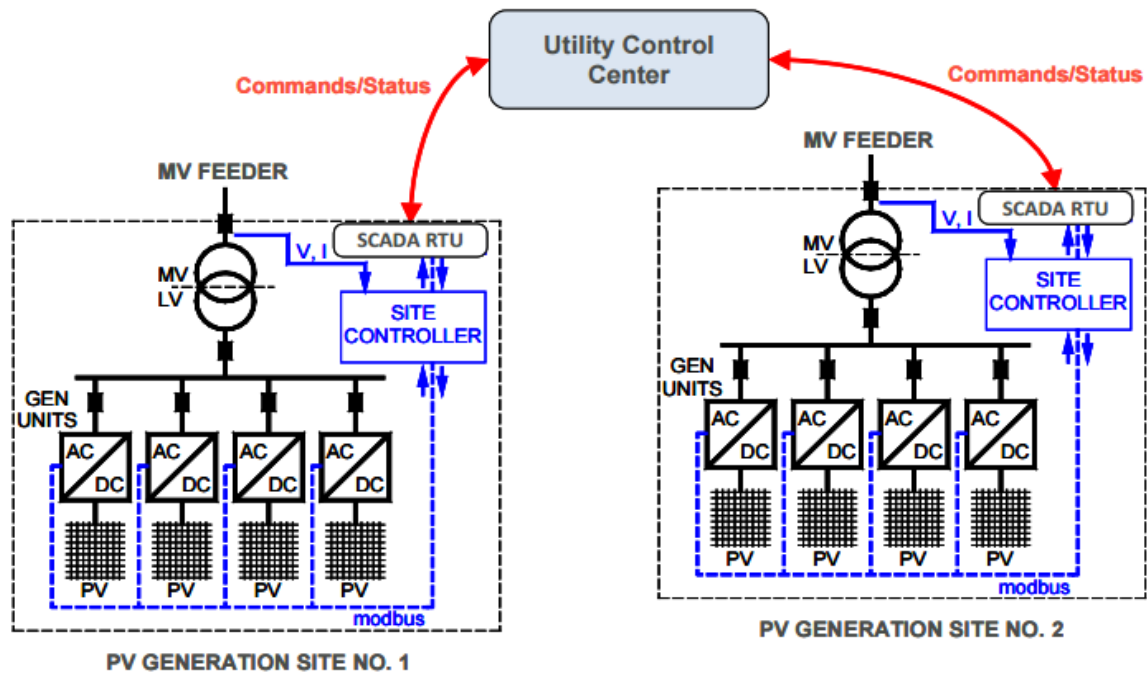 Utility Control
Center
Commands/Status
Commands/Status
MV FEEDER
SCADA RTU
V, I
MV
LV
SITE
CONTROLLER
GEN
UNITS
AC
DC
AC
DC
AC
DC
AC
DC
PV
PV
PV
PV
modbus
PV GENERATION SITE NO. 1
MV FEEDER
SCADA RTU
V, I
MV
LV
SITE
CONTROLLER
GEN
UNITS
AC
DC
AC
DC
AC
DC
AC
DC
PV
PV
PV
PV
modbus
PV GENERATION SITE NO. 2